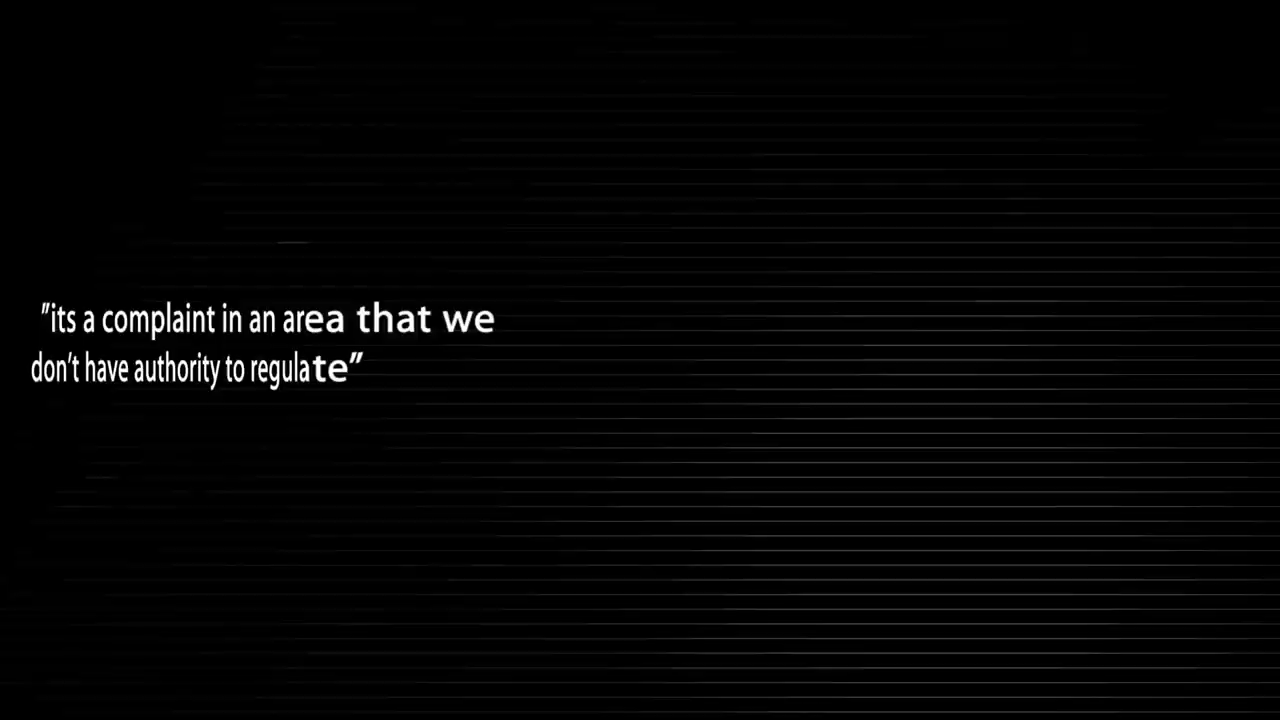 "its a complaint in an area that we
don’t have authority to regulate”